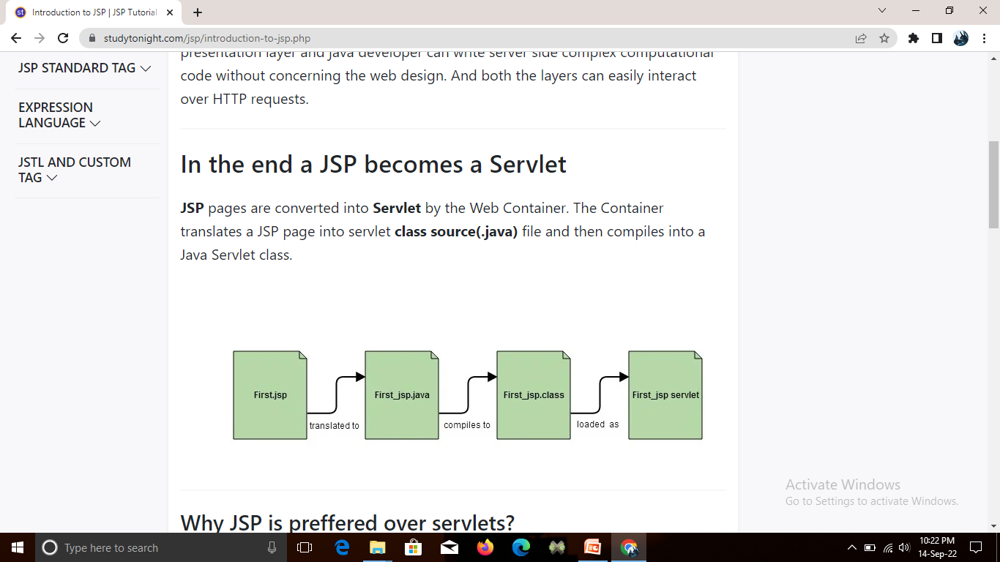 Introduction to JSP | JSP Tutorial
studytonight.com/jsp/introduction-to-jsp.php
JSP STANDARD TAG
EXPRESSION
LANGUAGE
JSTL AND CUSTOM
TAG
presentation layer and java developer can write server side complex computational
code without concerning the web design. And both the layers can easily interact
over HTTP requests.
In the end a JSP becomes a Servlet
JSP pages are converted into Servlet by the Web Container. The Container
translates a JSP page into servlet class source(.java) file and then compiles into a
Java Servlet class.
First.jsp
translated to
First_jsp.java
compiles to
First_jsp.class
loaded as
First_jsp servlet
Why JSP is preffered over servlets?
Activate Windows
Go to Settings to activate Windows.
Type here to search
10:22 PM
14-Sep-22